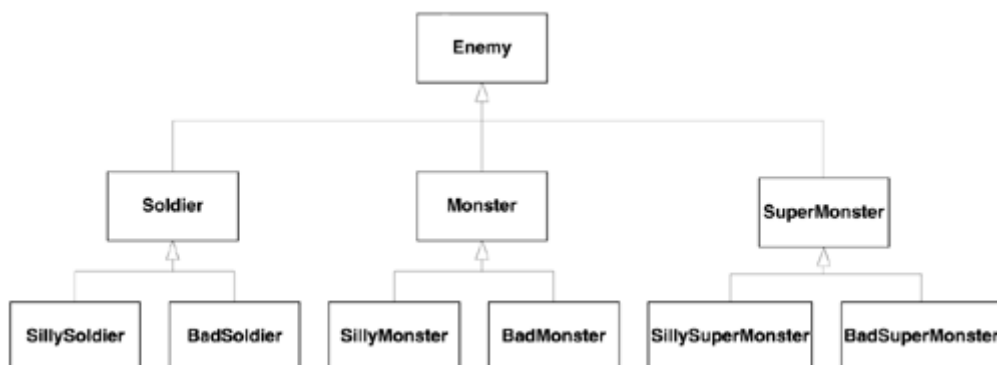 Enemy
Soldier
Monster
SuperMonster
SillySoldier
BadSoldier
SillyMonster
BadMonster
SillySuperMonster
BadSuperMonster